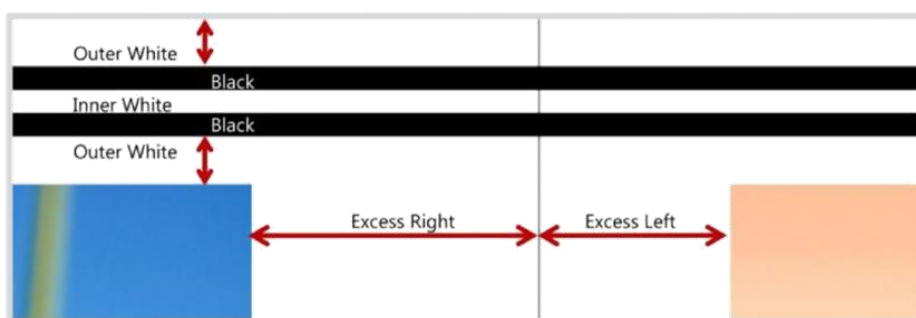 Outer White
Black
Inner White
Black
Outer White
Excess Right
Excess Left